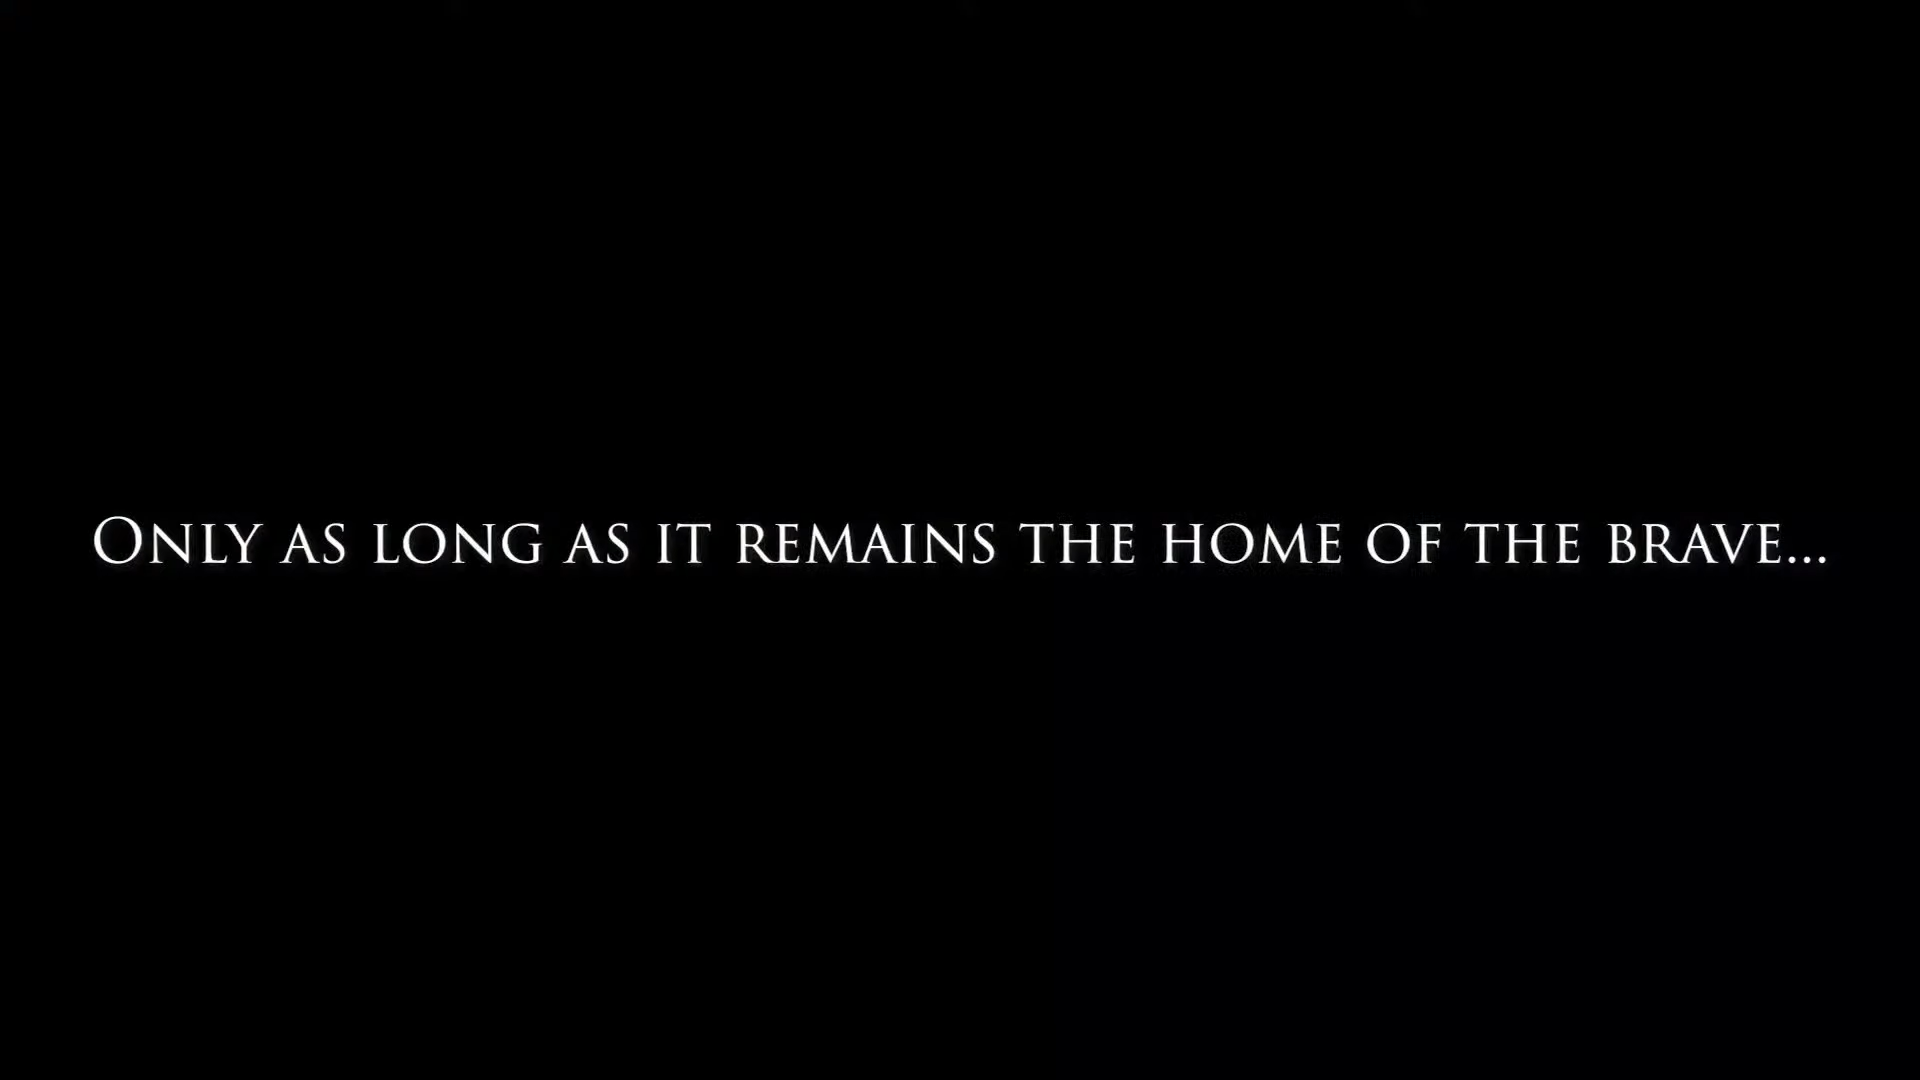 Only as long as it remains the home of the brave...